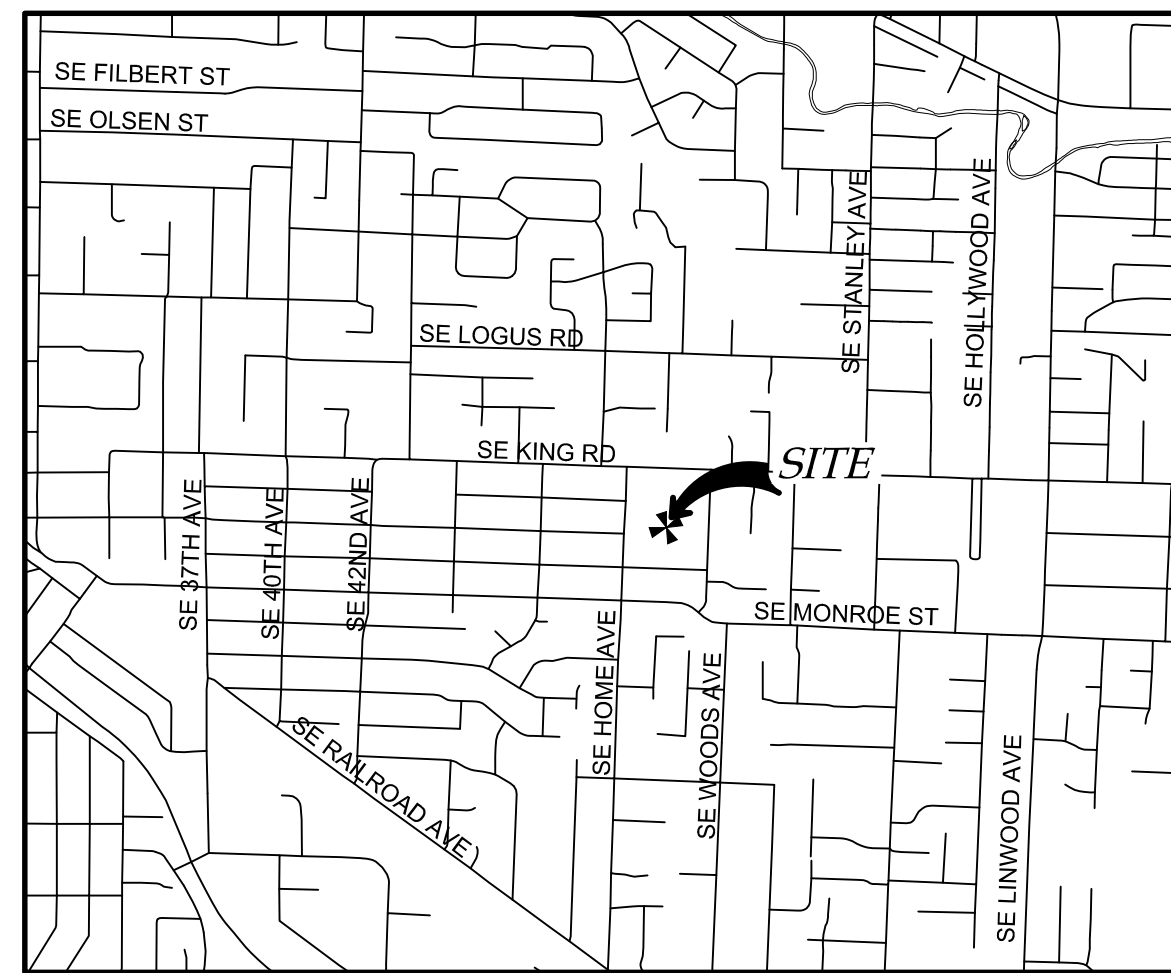 SE FILBERT ST
SE OLSEN ST
SE STANLEY AVE
SE HOLLYWOOD AVE
SE LOGUS RD
SE KING RD
SITE
SE 37TH AVE
SE 40TH AVE
SE 42ND AVE
SE MONROE ST
SE HOME AVE
SE WOODS AVE
SE RAILROAD AVE
SE LINWOOD AVE